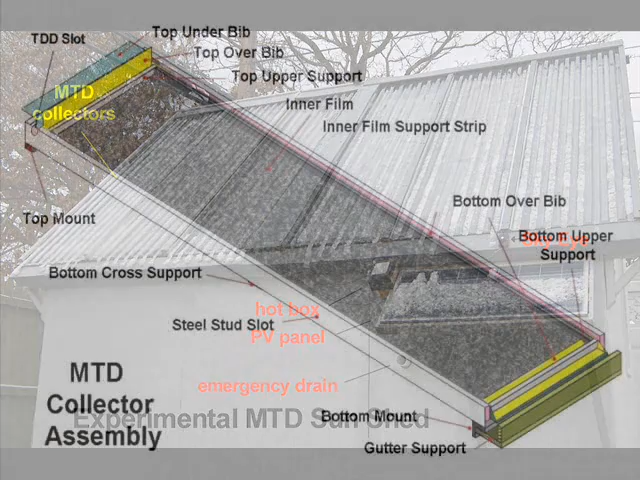 Top Under Bib
TDD Slot
Top Over Bib
Top Upper Support
MTD
collectors
Inner Film
Inner Film Support Strip
Bottom Over Bib
Top Mount
Bottom Upper
Support
Bottom Cross Support
hot box
Steel Stud Slot
PV panel
MTD
Collector
Assembly
emergency drain
Experimental MTD Sun Shed
Bottom Mount
Gutter Support